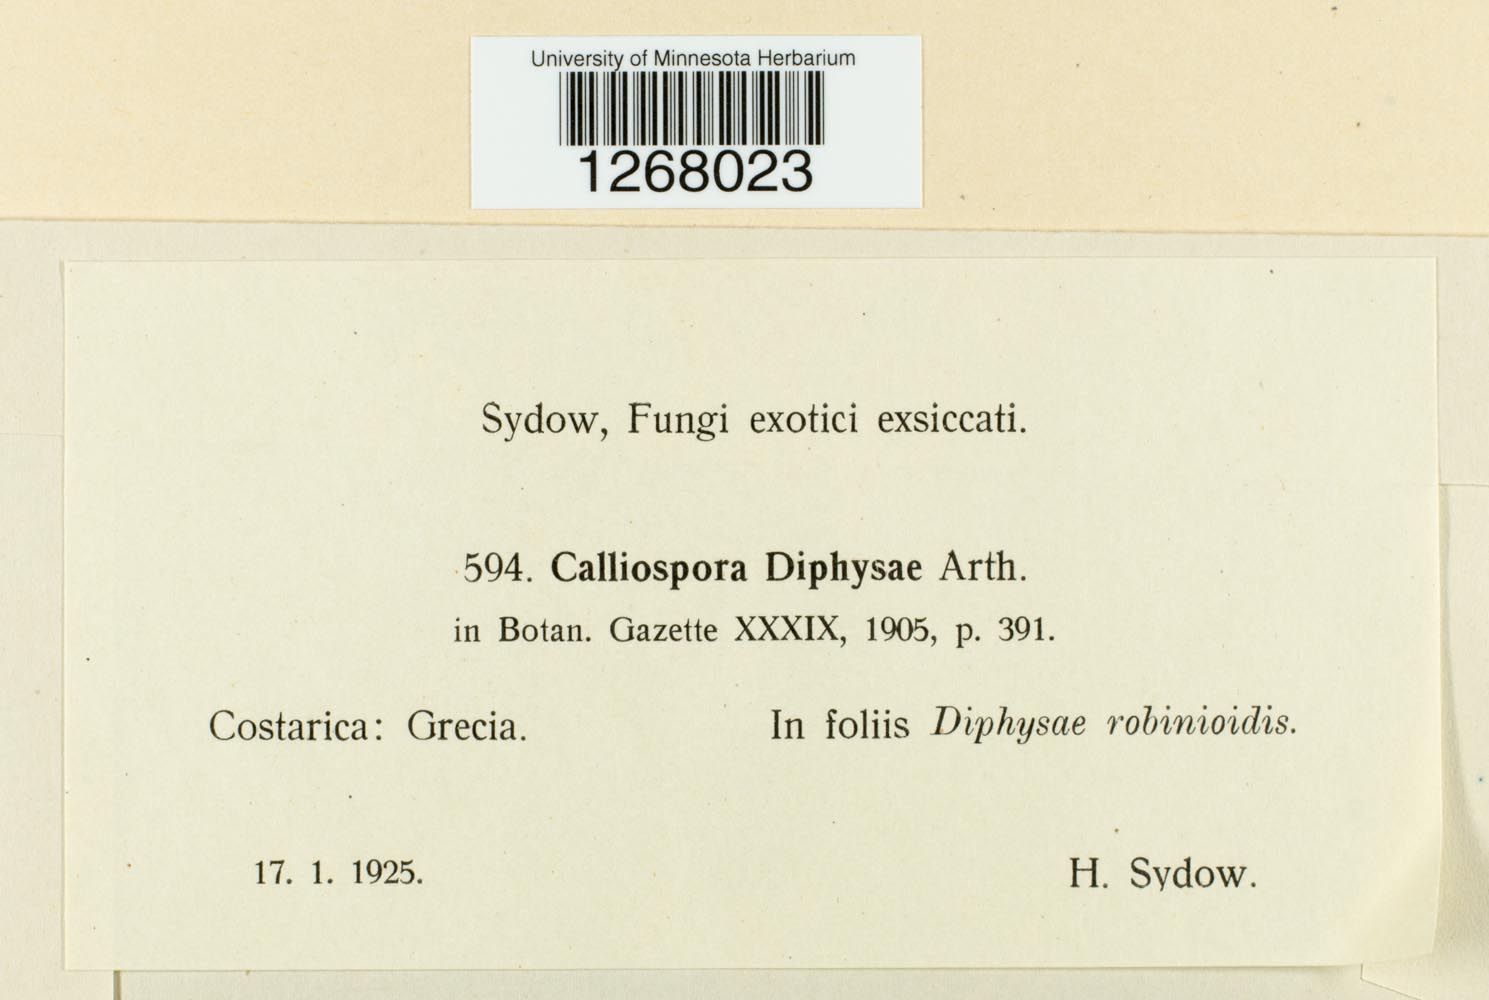 University of Minnesota Herbarium
1268023
Sydow, Fungi exotici exsiccati.
594. Calliospora Diphysae Arth.
in Botan. Gazette XXXIX, 1905, p. 391.
Costarica: Grecia. In foliis Diphysae robinioidis.
17. 1. 1925. H. Sydow.